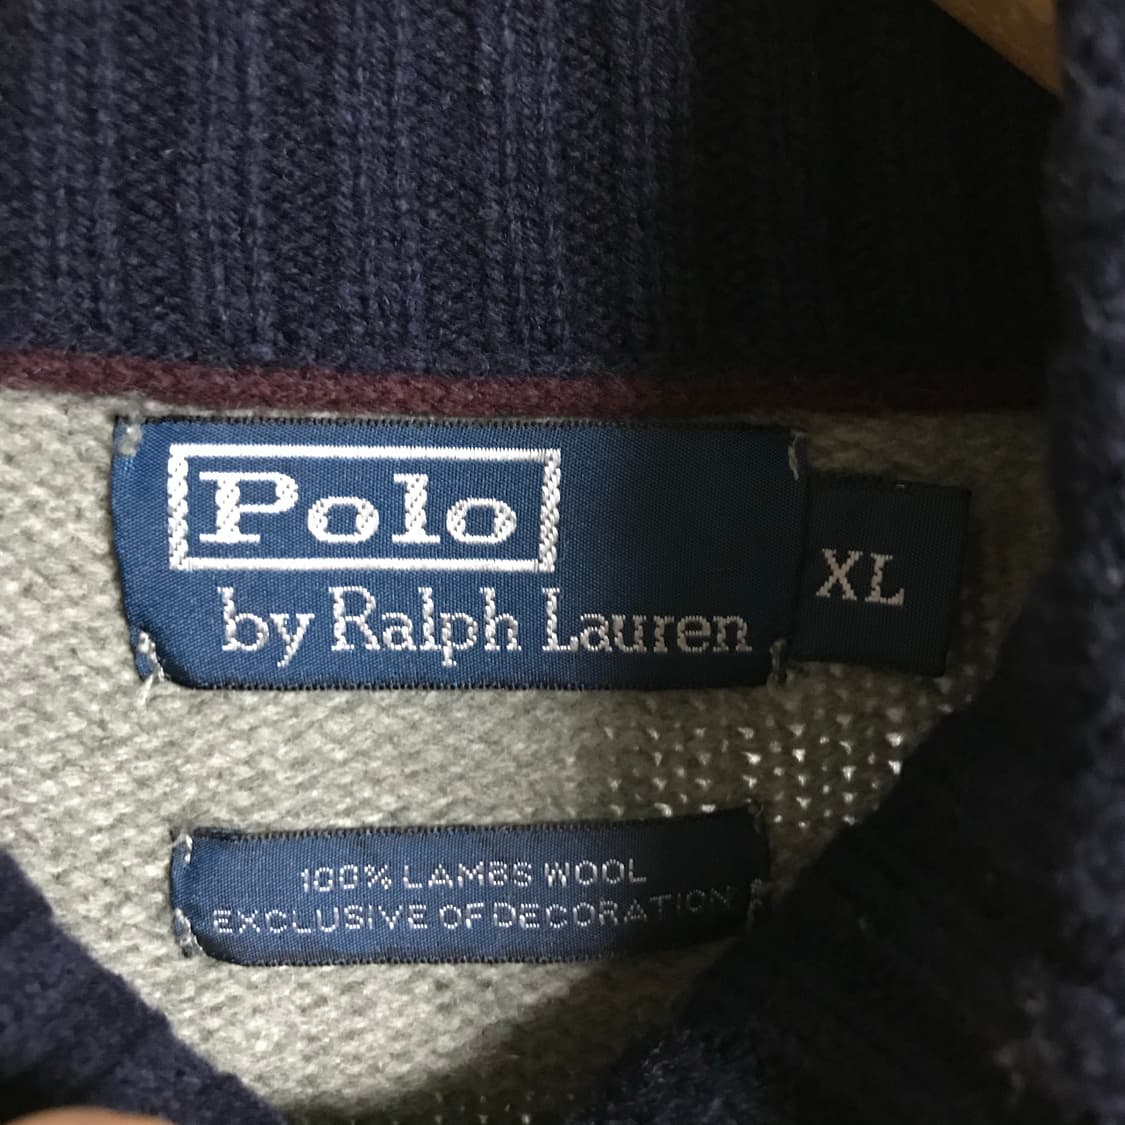 Polo
by Ralph Lauren
XL
100% LAMBS WOOL
EXCLUSIVE OF DECORATION